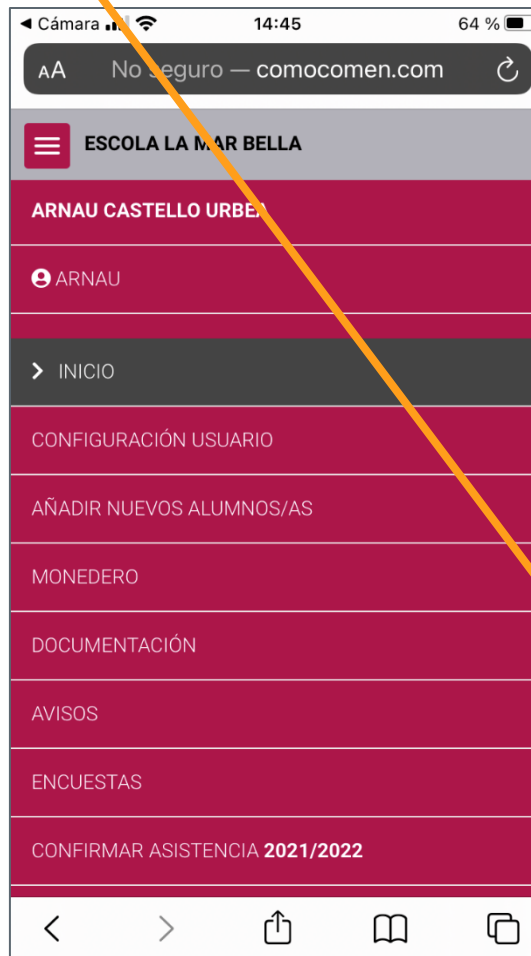 Cámara 14:45 64 %
AA No seguro — comocomen.com
ESCOLA LA MAR BELLA
ARNAU CASTELLO URBEA
ARNAU
INICIO
CONFIGURACIÓN USUARIO
AÑADIR NUEVOS ALUMNOS/AS
MONEDERO
DOCUMENTACIÓN
AVISOS
ENCUESTAS
CONFIRMAR ASISTENCIA 2021/2022